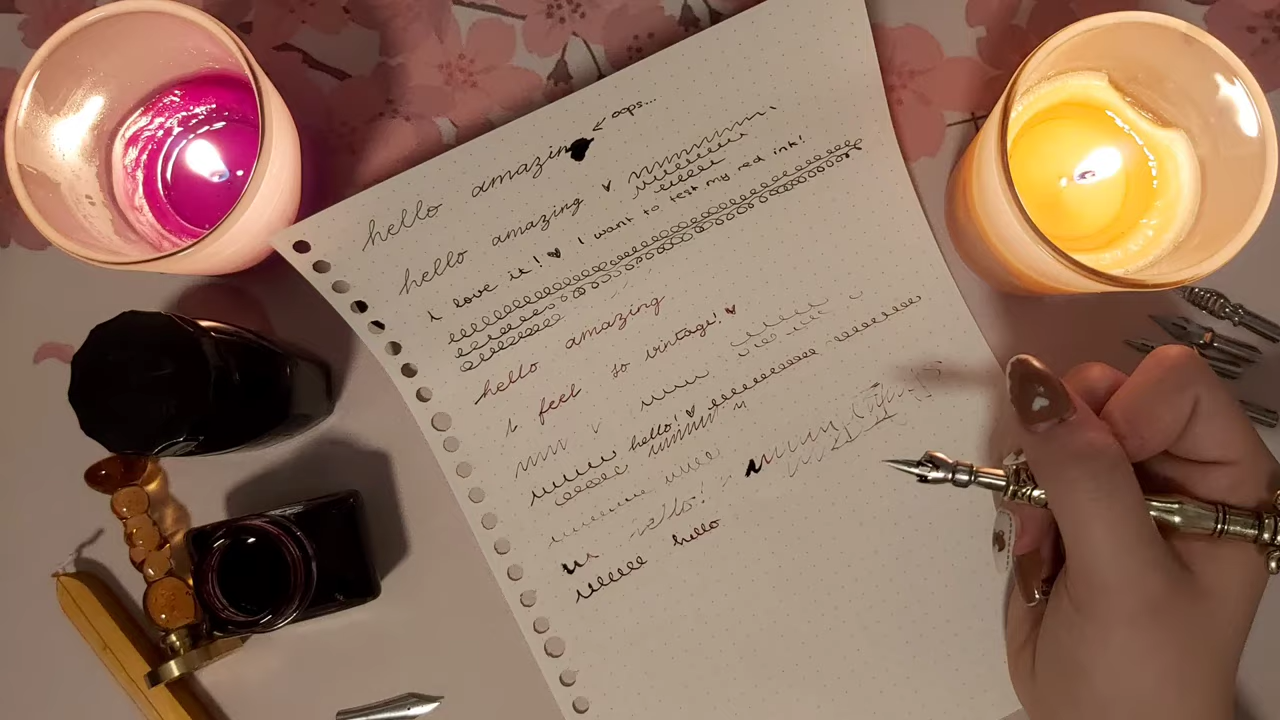 oops...
hello amazin
hello amazing
I love it! I want to test my red ink!
hello amazing
I feel so vintage!
hello!
hello!
hello